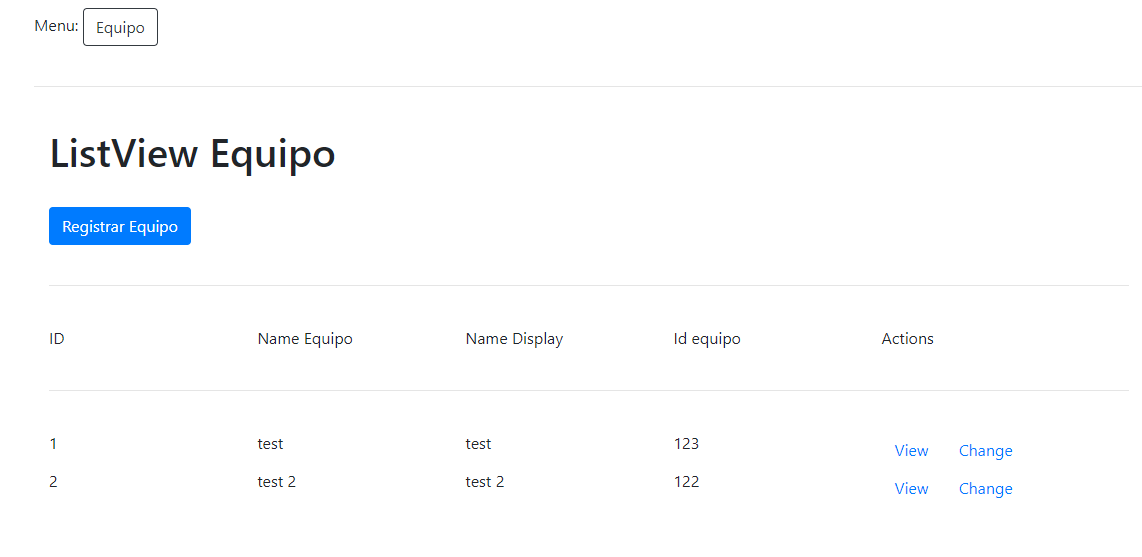 Menu: Equipo
ListView Equipo
Registrar Equipo
ID Name Equipo Name Display Id equipo Actions
1 test test 123 View Change
2 test 2 test 2 122 View Change